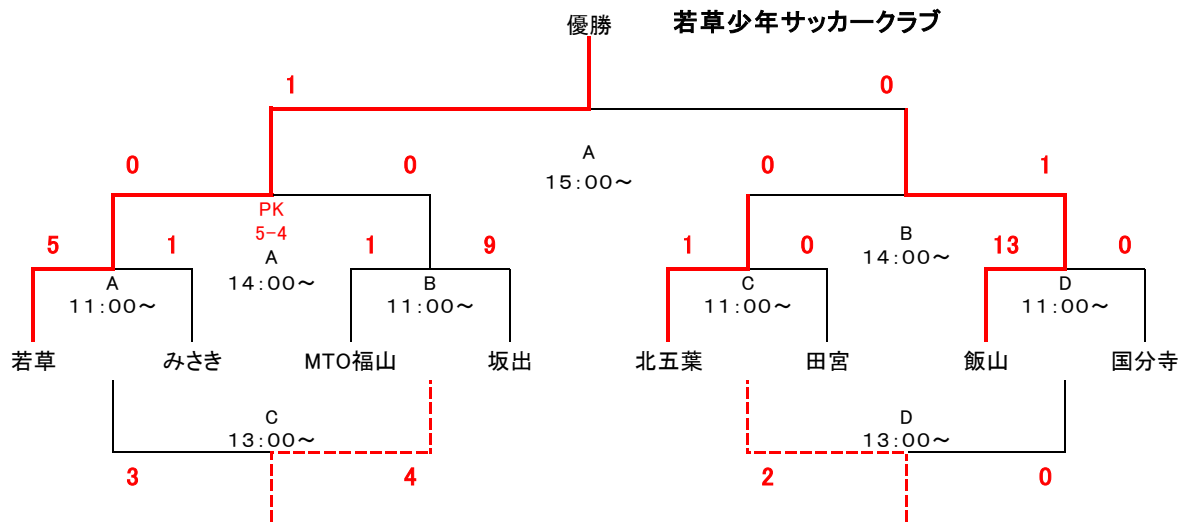 優勝 若草少年サッカークラブ
1 0
0 0 A 0 1
15:00～
PK
5-4
5 1 A 1 9 1 0 B 13 0
14:00～ 14:00～
A B C D
11:00～ 11:00～ 11:00～ 11:00～
若草 みさき MTO福山 坂出 北五葉 田宮 飯山 国分寺
C D
13:00～ 13:00～
3 4 2 0